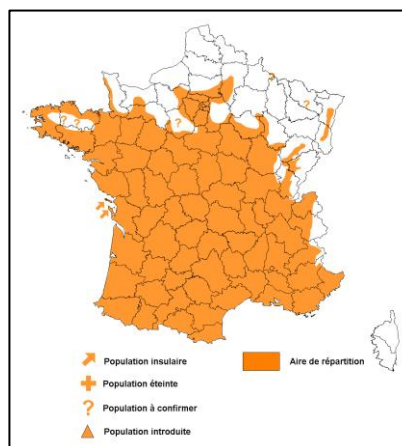 ?
?
? ?
?
Population insulaire
Aire de répartition
Population éteinte
? Population à confirmer
Population introduite